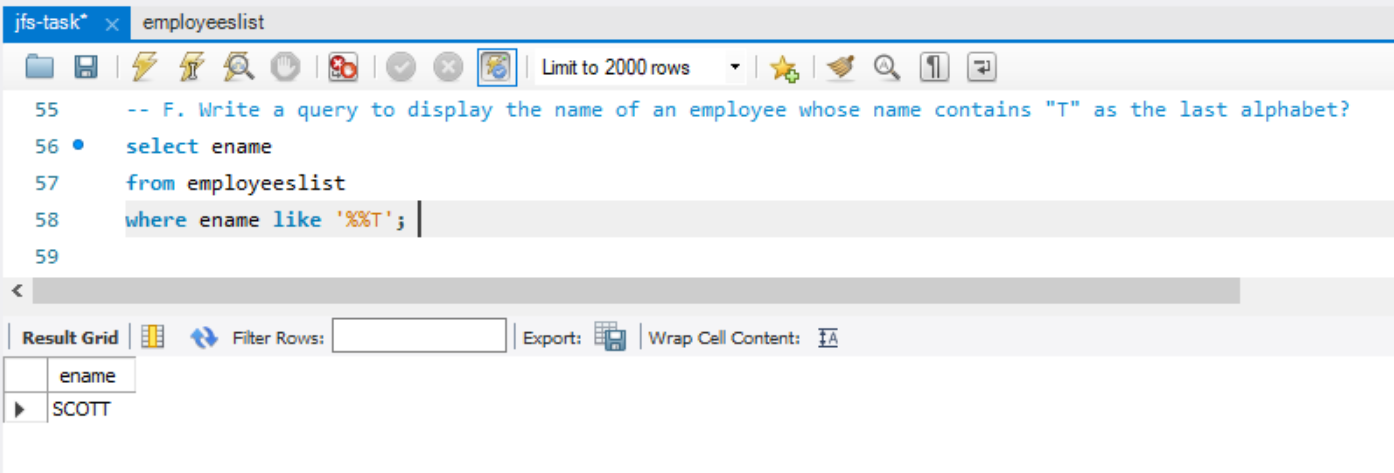 jfs-task* × employeeslist
Limit to 2000 rows
55 -- F. Write a query to display the name of an employee whose name contains "T" as the last alphabet?
56 select ename
57 from employeeslist
58 where ename like '%%T';
59
Result Grid Filter Rows: Export: Wrap Cell Content: IA
ename
SCOTT